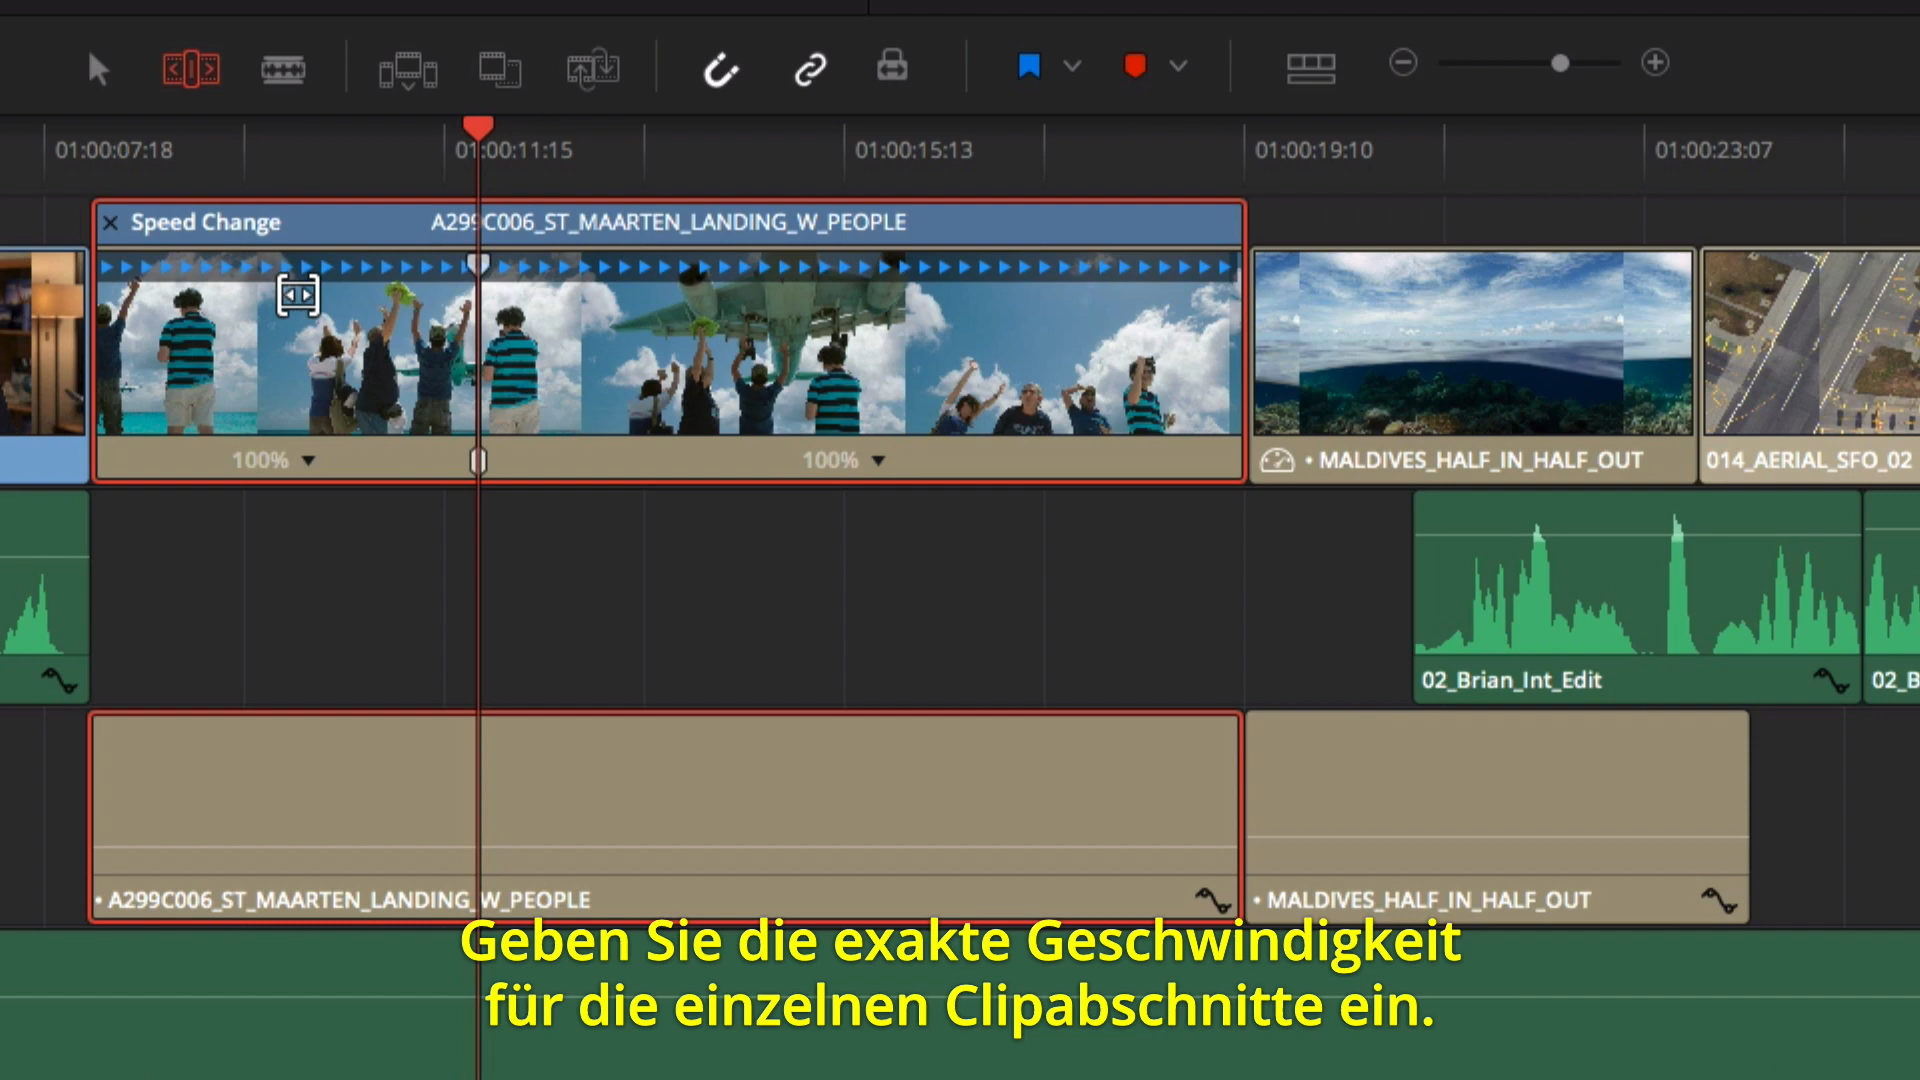 01:00:07:18
01:00:11:15
01:00:15:13
01:00:19:10
01:00:23:07
Speed Change
A299C006_ST_MAARTEN_LANDING_W_PEOPLE
100%
100%
• MALDIVES_HALF_IN_HALF_OUT
014_AERIAL_SFO_02
02_Brian_Int_Edit
02_B
• A299C006_ST_MAARTEN_LANDING_W_PEOPLE
• MALDIVES_HALF_IN_HALF_OUT
Geben Sie die exakte Geschwindigkeit
für die einzelnen Clipabschnitte ein.